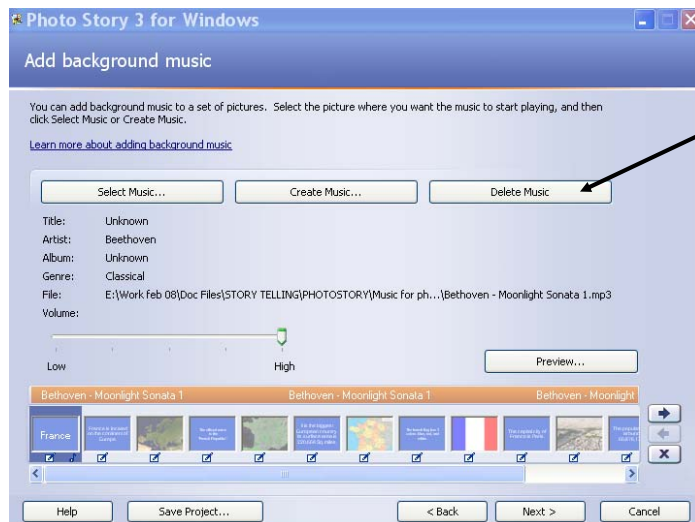 Photo Story 3 for Windows
Add background music
You can add background music to a set of pictures. Select the picture where you want the music to start playing, and then
click Select Music or Create Music.
Learn more about adding background music
Select Music... Create Music... Delete Music
Title: Unknown
Artist: Beethoven
Album: Unknown
Genre: Classical
File: E:\Work feb 08\Doc Files\STORY TELLING\PHOTOSTORY\Music for ph...\Bethoven - Moonlight Sonata 1.mp3
Volume:
Low High Preview...
Bethoven - Moonlight Sonata 1 Bethoven - Moonlight Sonata 1 Bethoven - Moonlight
France
Help Save Project... < Back Next > Cancel